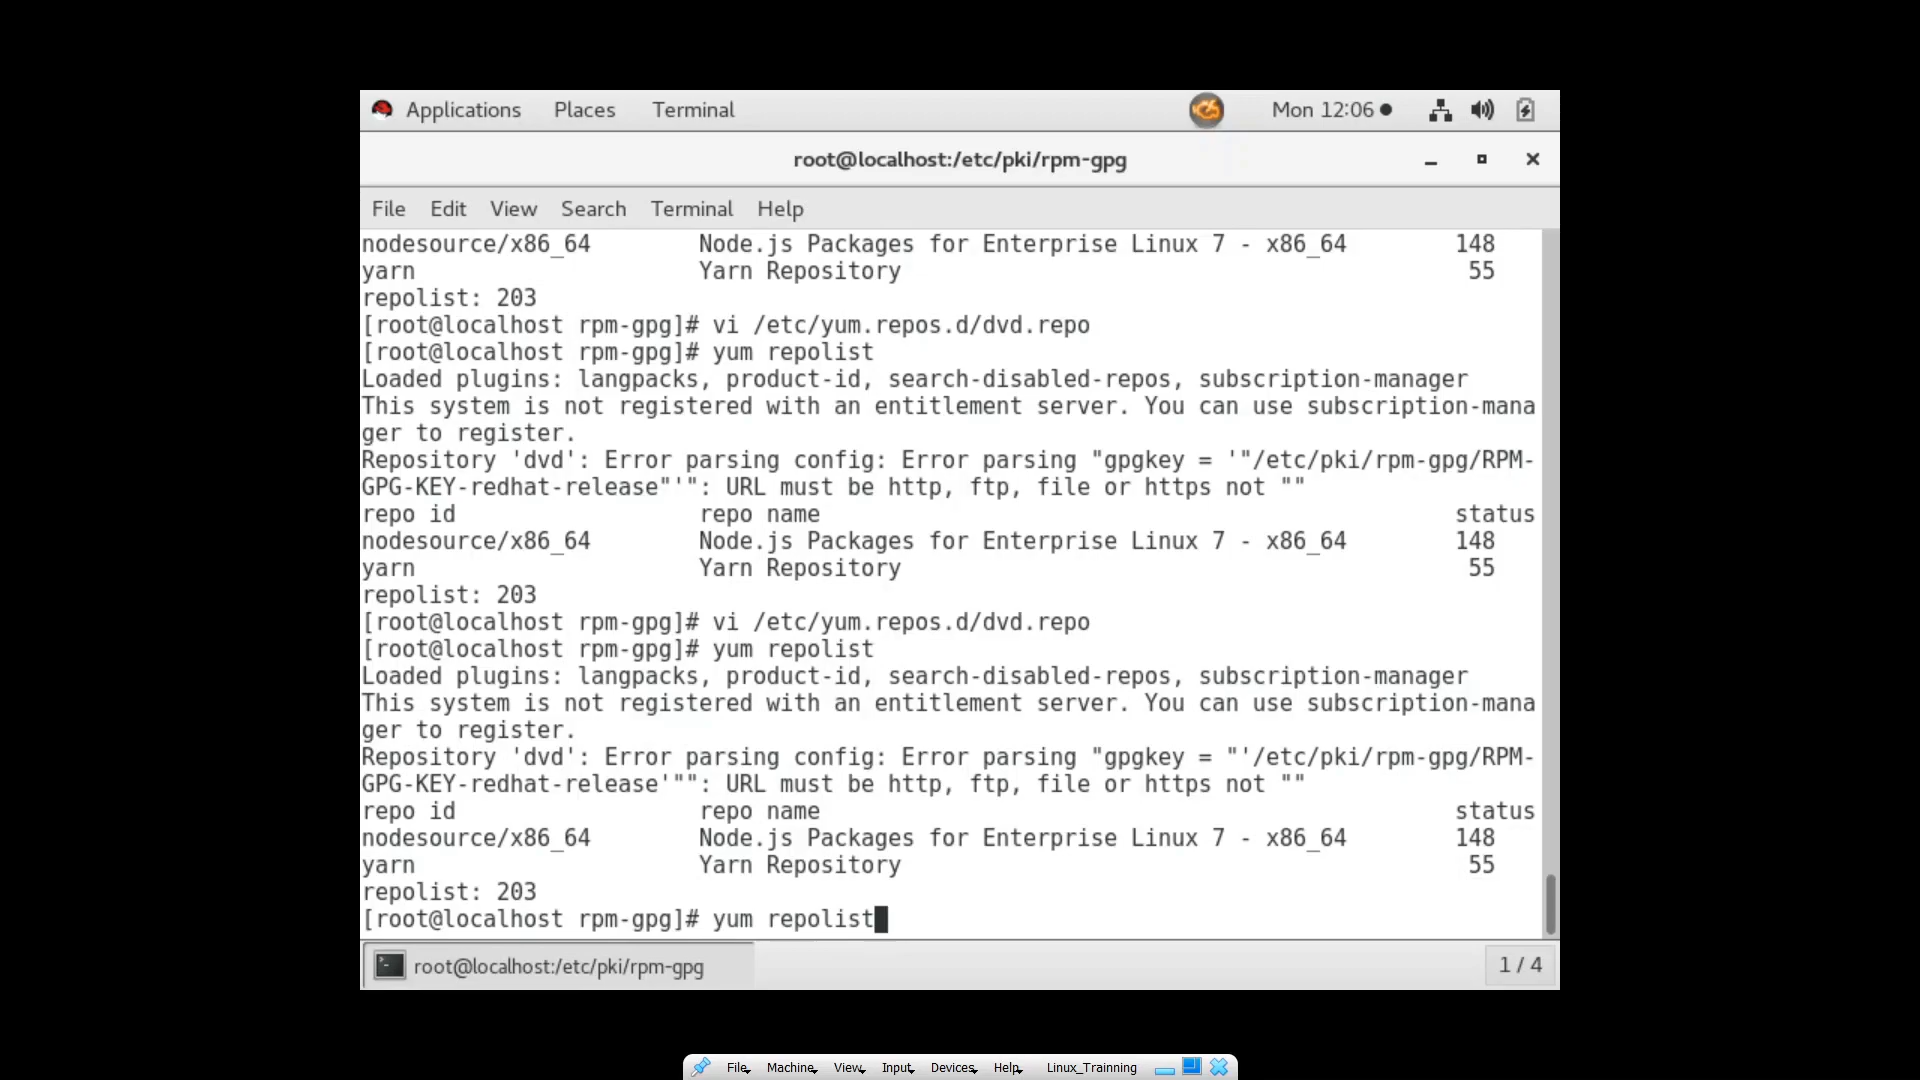 Applications Places Terminal Mon 12:06
root@localhost:/etc/pki/rpm-gpg
File Edit View Search Terminal Help
nodesource/x86_64 Node.js Packages for Enterprise Linux 7 - x86_64 148
yarn Yarn Repository 55
repolist: 203
[root@localhost rpm-gpg]# vi /etc/yum.repos.d/dvd.repo
[root@localhost rpm-gpg]# yum repolist
Loaded plugins: langpacks, product-id, search-disabled-repos, subscription-manager
This system is not registered with an entitlement server. You can use subscription-mana
ger to register.
Repository 'dvd': Error parsing config: Error parsing "gpgkey = '"/etc/pki/rpm-gpg/RPM-
GPG-KEY-redhat-release"'": URL must be http, ftp, file or https not ""
repo id repo name status
nodesource/x86_64 Node.js Packages for Enterprise Linux 7 - x86_64 148
yarn Yarn Repository 55
repolist: 203
[root@localhost rpm-gpg]# vi /etc/yum.repos.d/dvd.repo
[root@localhost rpm-gpg]# yum repolist
Loaded plugins: langpacks, product-id, search-disabled-repos, subscription-manager
This system is not registered with an entitlement server. You can use subscription-mana
ger to register.
Repository 'dvd': Error parsing config: Error parsing "gpgkey = "'/etc/pki/rpm-gpg/RPM-
GPG-KEY-redhat-release'"": URL must be http, ftp, file or https not ""
repo id repo name status
nodesource/x86_64 Node.js Packages for Enterprise Linux 7 - x86_64 148
yarn Yarn Repository 55
repolist: 203
[root@localhost rpm-gpg]# yum repolist
root@localhost:/etc/pki/rpm-gpg 1 / 4
File Machine View Input Devices Help Linux_Trainning